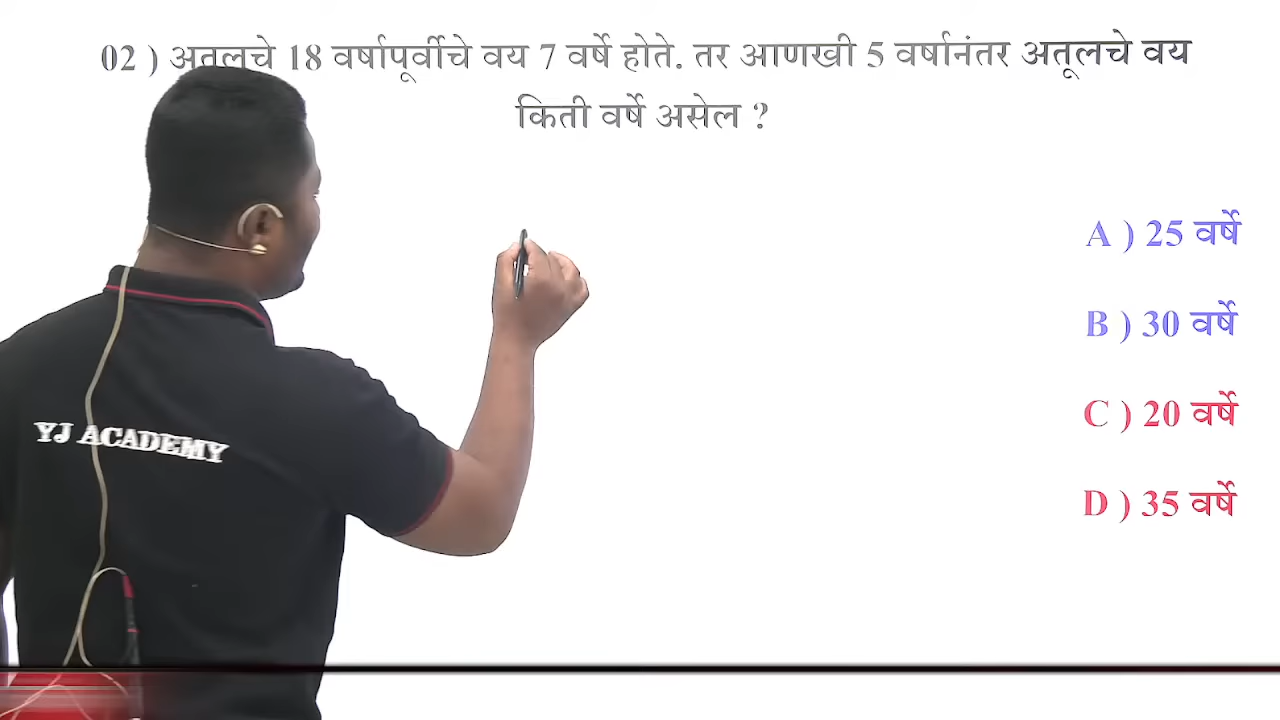 02 ) अतूलचे 18 वर्षापूर्वीचे वय 7 वर्षे होते. तर आणखी 5 वर्षानंतर अतूलचे वय
किती वर्षे असेल ?
A ) 25 वर्षे
B ) 30 वर्षे
C ) 20 वर्षे
D ) 35 वर्षे
YJ ACADEMY